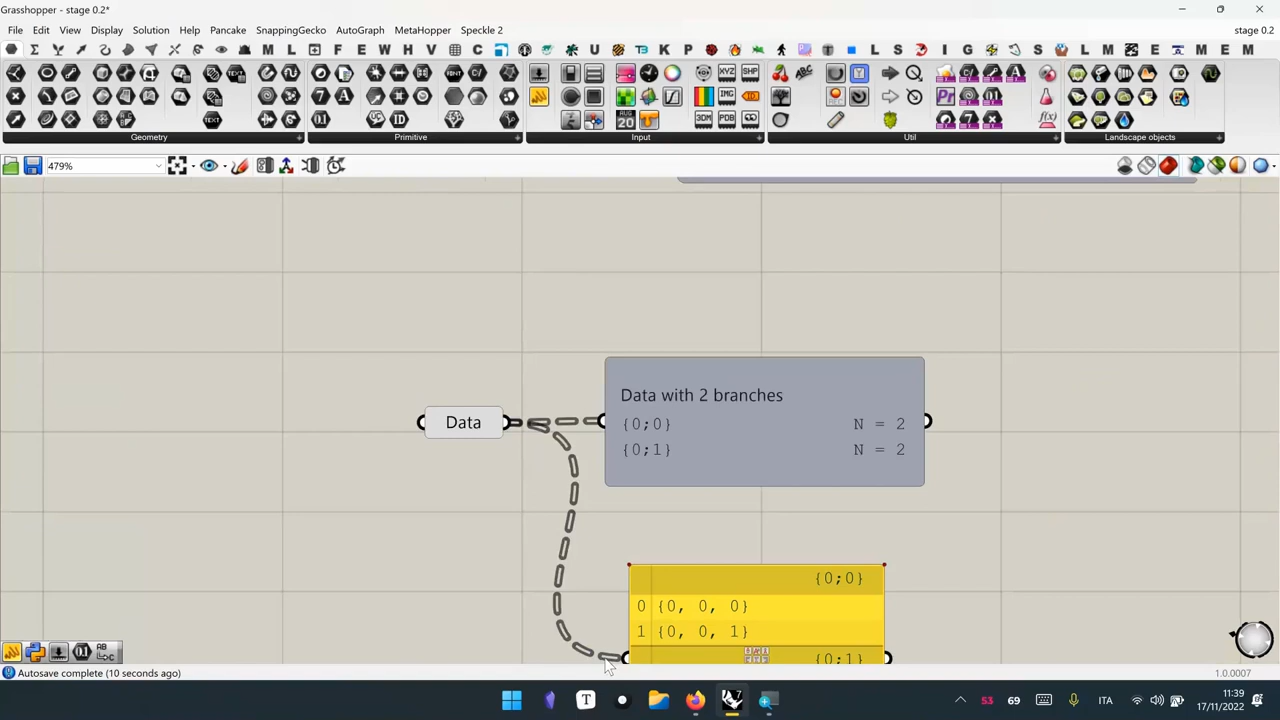 Grasshopper - stage 0.2*
File Edit View Display Solution Help Pancake SnappingGecko AutoGraph MetaHopper Speckle 2 stage 0.2
Geometry Primitive Input Util Landscape objects
479%
Data with 2 branches
Data
{0;0} N = 2
{0;1} N = 2
{0;0}
0 {0, 0, 0}
1 {0, 0, 1}
{0;1}
Autosave complete (10 seconds ago) 1.0.0007
53 69 ITA 11:39
17/11/2022